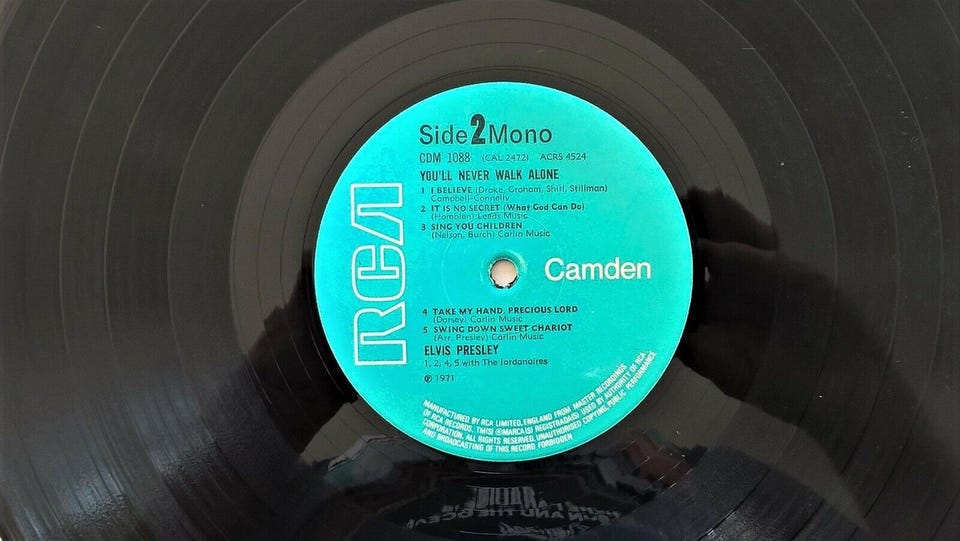 Side 2 Mono
CDM 1088 (CAL 2472) ACRS 4524
YOU'LL NEVER WALK ALONE
1 I BELIEVE (Drake, Graham, Shirl, Stillman)
Campbell-Connelly
2 IT IS NO SECRET (What God Can Do)
(Hamblen) Leeds Music
3 SING YOU CHILDREN
(Nelson, Burch) Carlin Music
RCA
Camden
4 TAKE MY HAND, PRECIOUS LORD
(Dorsey) Carlin Music
5 SWING DOWN SWEET CHARIOT
(Arr. Presley) Carlin Music
ELVIS PRESLEY
1, 2, 4, 5 with The Jordanaires
℗ 1971
MANUFACTURED BY RCA LIMITED, ENGLAND FROM MASTER RECORDINGS
OF RCA RECORDS. TM(S) ®MARCA(S) REGISTRADA(S) USED BY AUTHORITY OF RCA
CORPORATION. ALL RIGHTS RESERVED. UNAUTHORISED COPYING, PUBLIC PERFORMANCE
AND BROADCASTING OF THIS RECORD FORBIDDEN